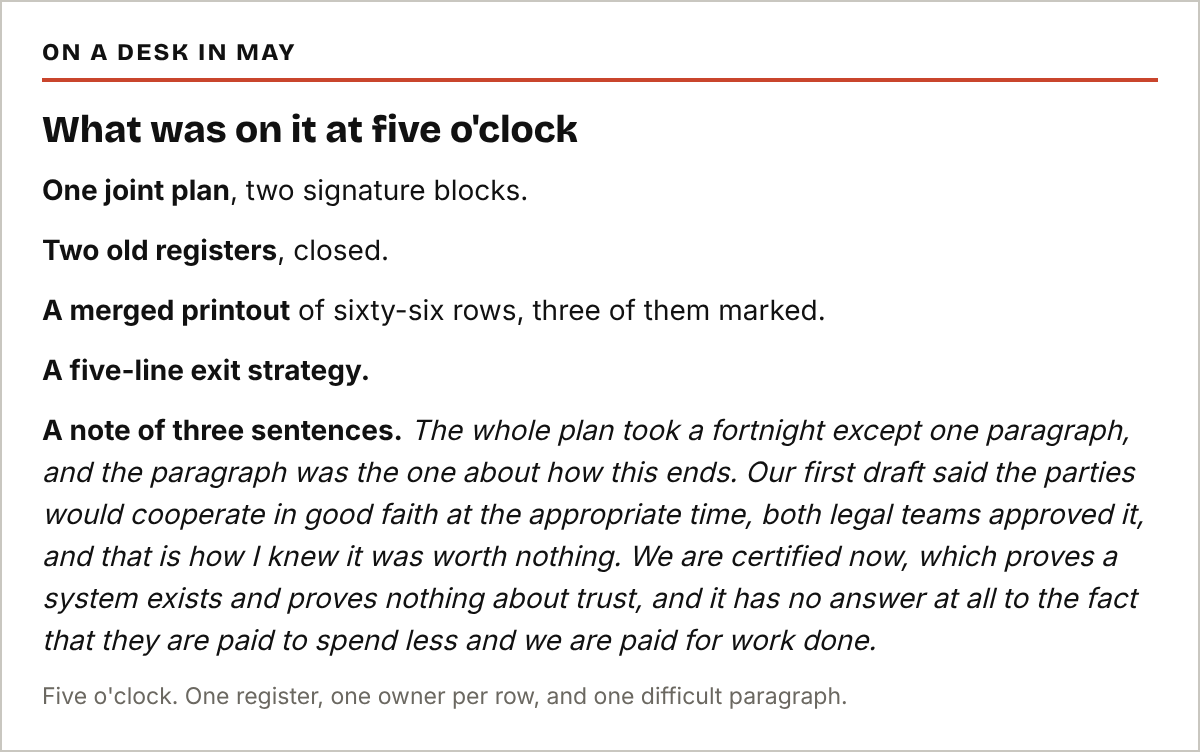 ON A DESK IN MAY
What was on it at five o'clock
One joint plan, two signature blocks.
Two old registers, closed.
A merged printout of sixty-six rows, three of them marked.
A five-line exit strategy.
A note of three sentences. The whole plan took a fortnight except one paragraph,
and the paragraph was the one about how this ends. Our first draft said the parties
would cooperate in good faith at the appropriate time, both legal teams approved it,
and that is how I knew it was worth nothing. We are certified now, which proves a
system exists and proves nothing about trust, and it has no answer at all to the fact
that they are paid to spend less and we are paid for work done.
Five o'clock. One register, one owner per row, and one difficult paragraph.